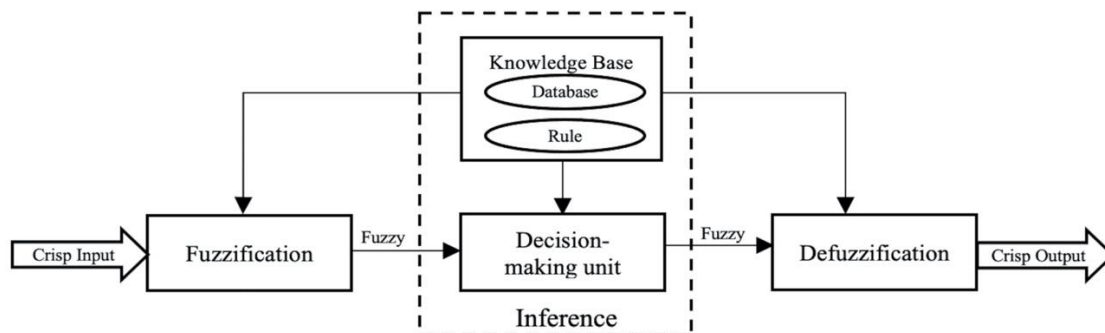 Knowledge Base
Database
Rule
Crisp Input
Fuzzification
Fuzzy
Decision-
making unit
Fuzzy
Defuzzification
Crisp Output
Inference